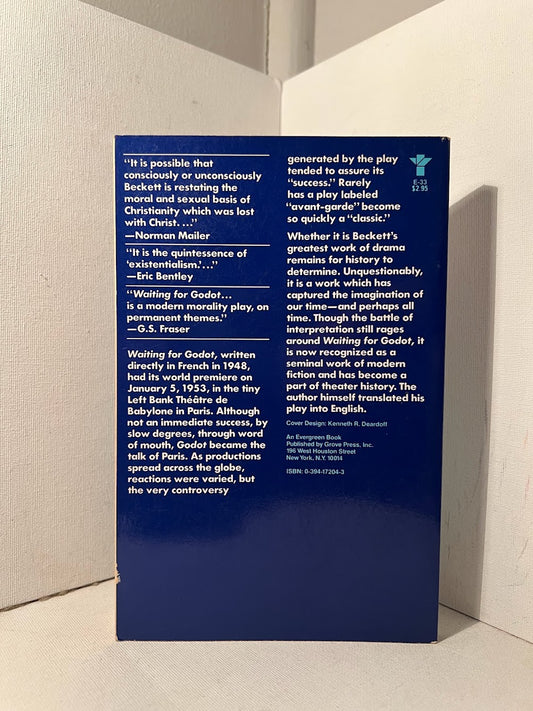 “It is possible that
consciously or unconsciously
Beckett is restating the
moral and sexual basis of
Christianity which was lost
with Christ. ...”
—Norman Mailer
“It is the quintessence of
‘existentialism.’...”
—Eric Bentley
“Waiting for Godot...
is a modern morality play, on
permanent themes.”
—G.S. Fraser
Waiting for Godot, written
directly in French in 1948,
had its world premiere on
January 5, 1953, in the tiny
Left Bank Théâtre de
Babylone in Paris. Although
not an immediate success, by
slow degrees, through word
of mouth, Godot became the
talk of Paris. As productions
spread across the globe,
reactions were varied, but
the very controversy
generated by the play
tended to assure its
“success.” Rarely
has a play labeled
“avant-garde” become
so quickly a “classic.”
Whether it is Beckett’s
greatest work of drama
remains for history to
determine. Unquestionably,
it is a work which has
captured the imagination of
our time—and perhaps all
time. Though the battle of
interpretation still rages
around Waiting for Godot, it
is now recognized as a
seminal work of modern
fiction and has become a
part of theater history. The
author himself translated his
play into English.
Cover Design: Kenneth R. Deardoff
An Evergreen Book
Published by Grove Press, Inc.
196 West Houston Street
New York, N.Y. 10014
ISBN: 0-394-17204-3
E-33
$2.95